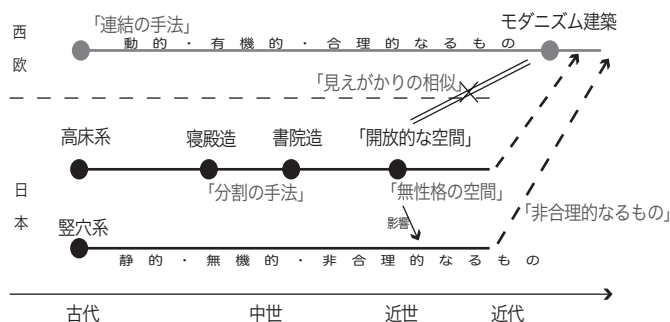 「連結の手法」
モダニズム建築
動的・有機的・合理的なるもの
西欧
「見えがかりの相似」
高床系
寝殿造
書院造
「開放的な空間」
「分割の手法」
「無性格の空間」
日本
影響
「非合理的なるもの」
竪穴系
静的・無機的・非合理的なるもの
古代
中世
近世
近代